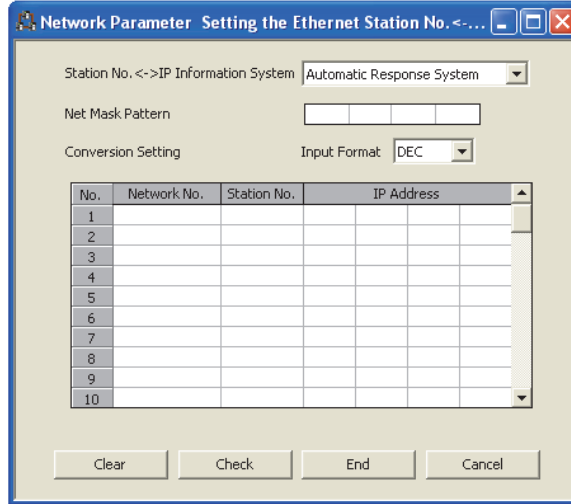 Network Parameter Setting the Ethernet Station No.<-...
Station No.<->IP Information System Automatic Response System
Net Mask Pattern
Conversion Setting Input Format DEC
No. Network No. Station No. IP Address
1
2
3
4
5
6
7
8
9
10
Clear Check End Cancel